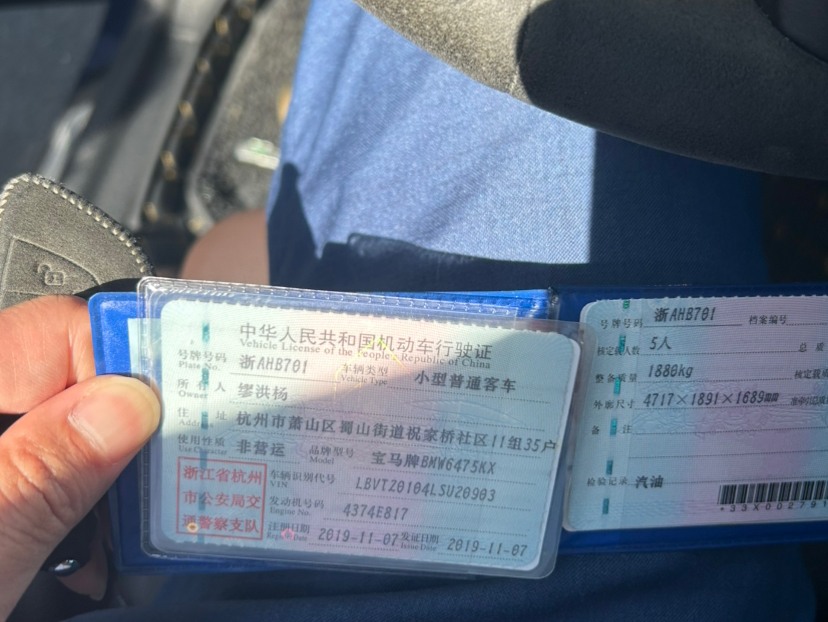 中华人民共和国机动车行驶证
Vehicle License of the People's Republic of China
号牌号码 浙AHB701 车辆类型 小型普通客车
Plate No. Vehicle Type
所有人 缪洪杨
Owner
住址 杭州市萧山区蜀山街道祝家桥社区11组35户
Address
使用性质 非营运 品牌型号 宝马牌BMW6475KX
Use Character Model
浙江省杭州
市公安局交
通警察支队
车辆识别代号 LBVTZ0104LSU20903
VIN
发动机号码 4374E817
Engine No.
注册日期 2019-11-07 发证日期 2019-11-07
Register Date Issue Date
号牌号码 浙AHB701 档案编号
核定载人数 5人 总质
整备质量 1880kg 核定载
外廓尺寸 4717×1891×1689mm
备注
检验记录 汽油
*33X002791